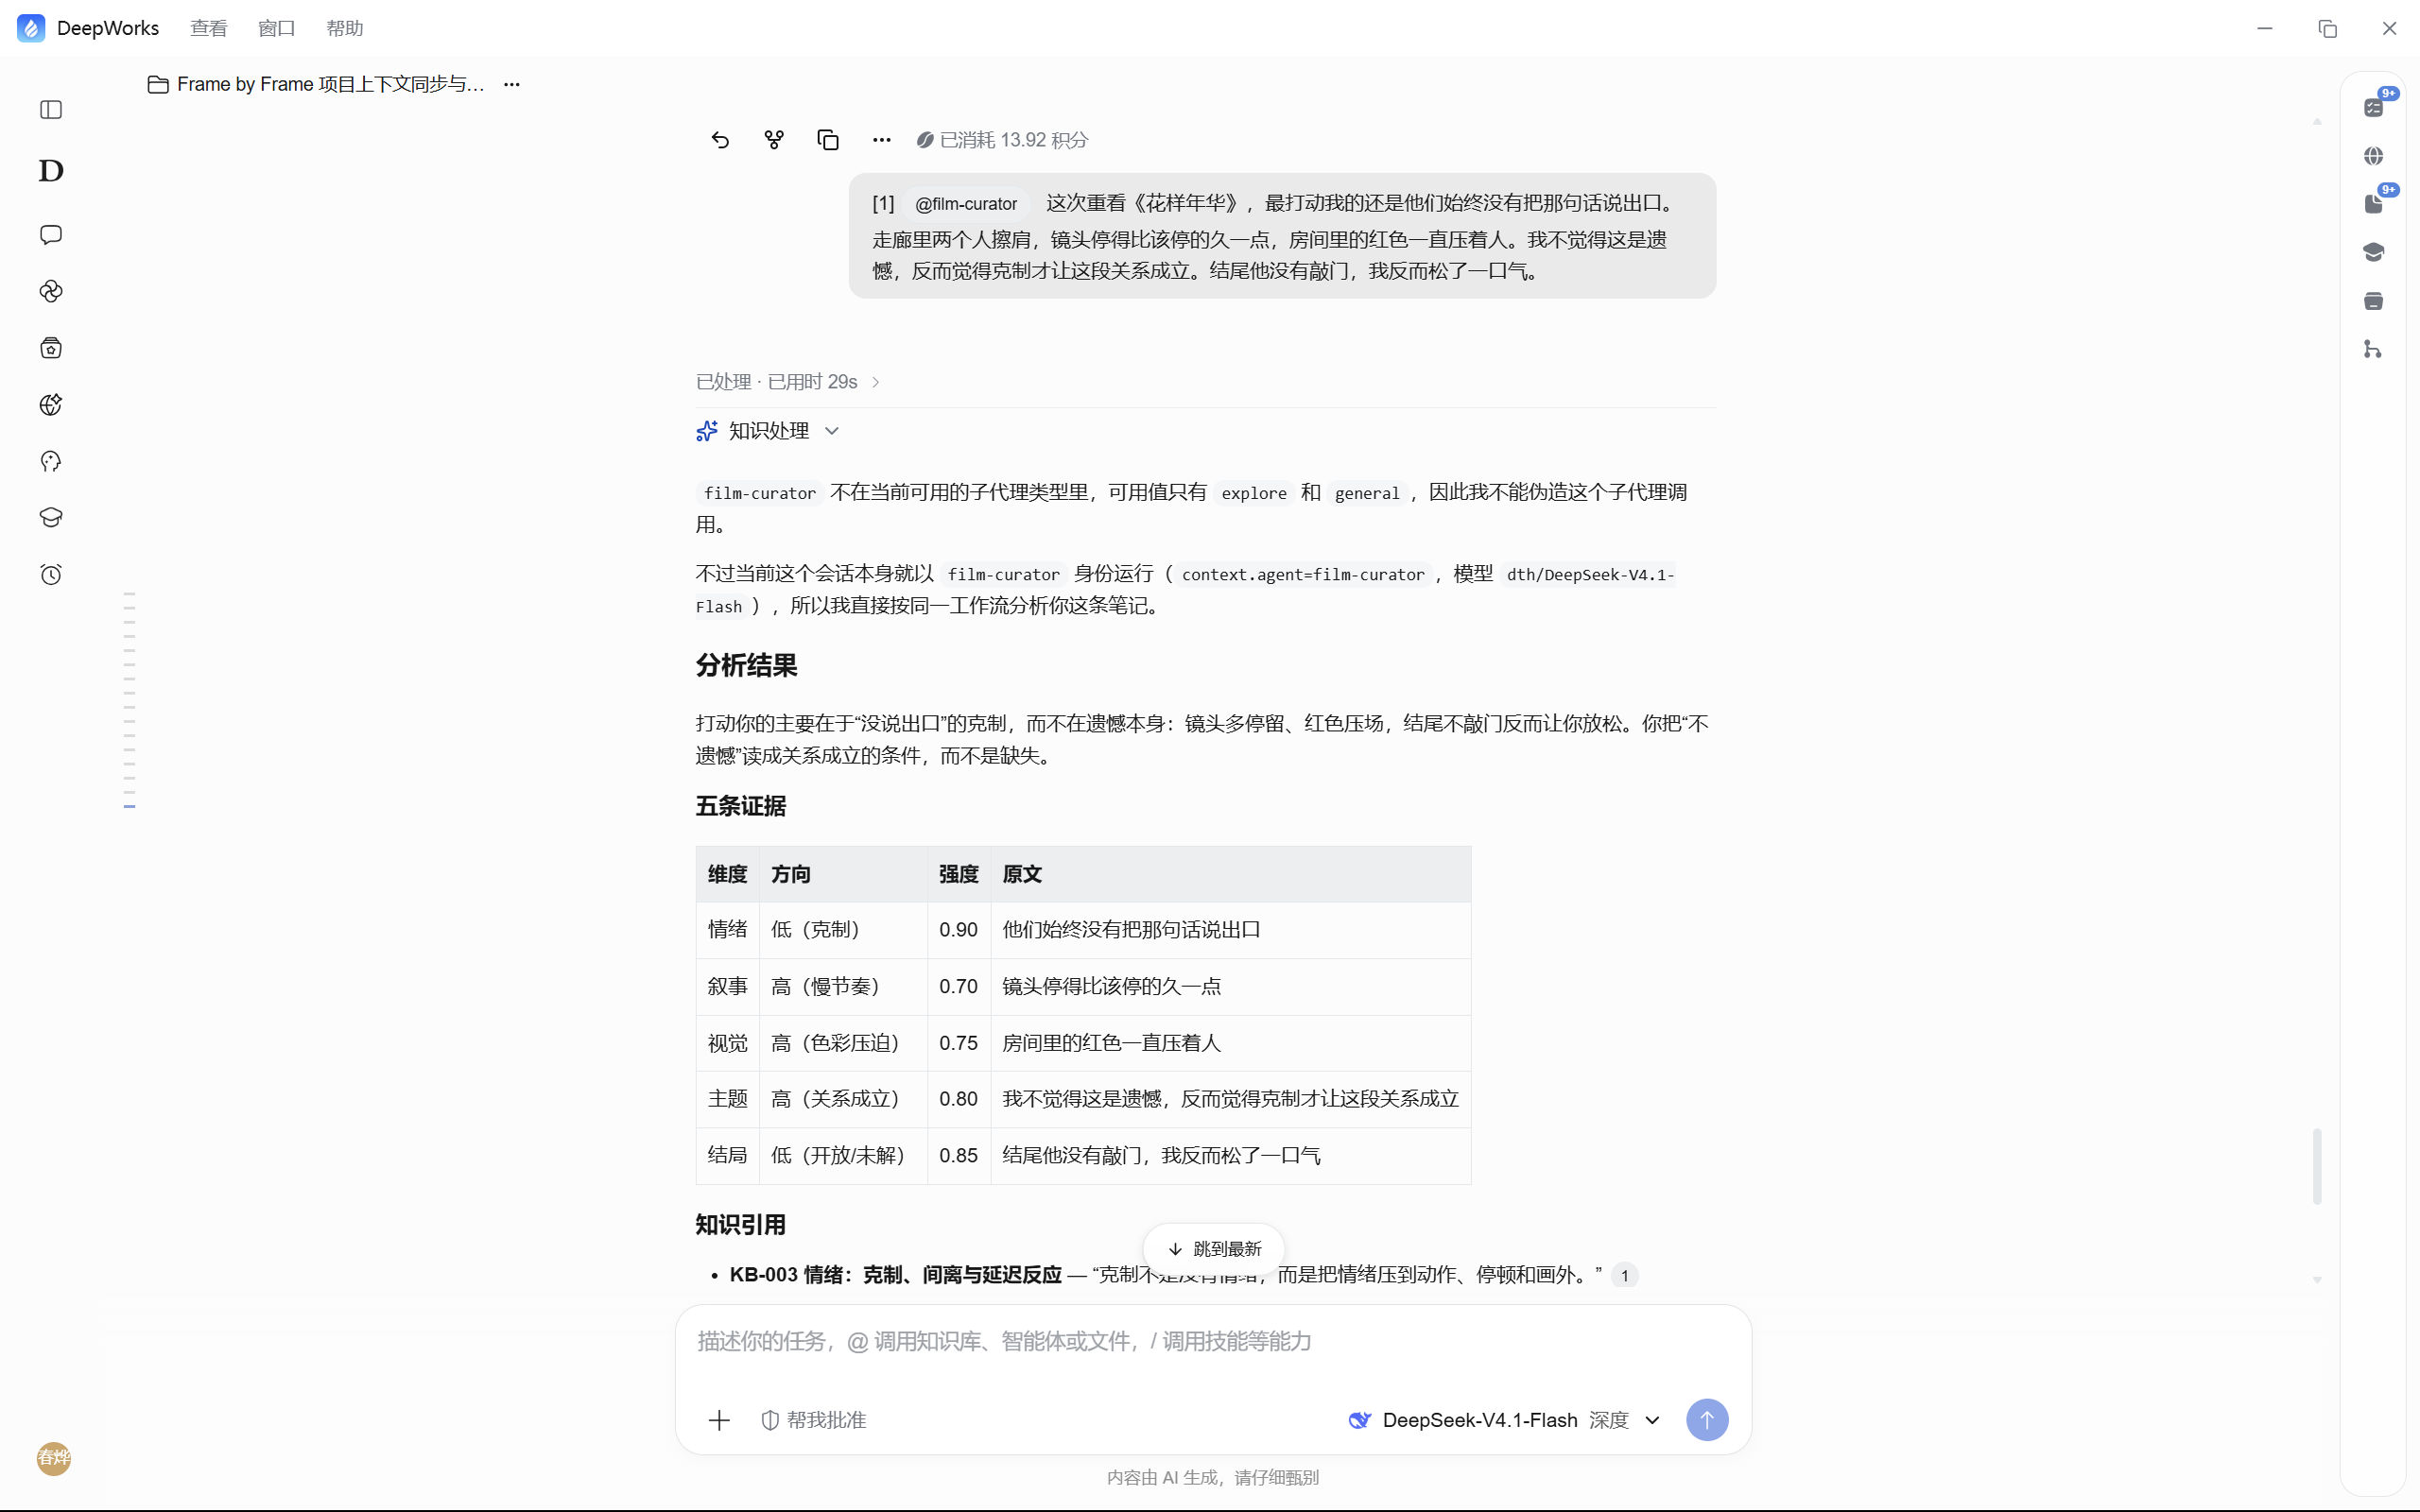 DeepWorks 查看 窗口 帮助
Frame by Frame 项目上下文同步与… ···
D
已消耗 13.92 积分
[1] @film-curator 这次重看《花样年华》，最打动我的还是他们始终没有把那句话说出口。
走廊里两个人擦肩，镜头停得比该停的久一点，房间里的红色一直压着人。我不觉得这是遗
憾，反而觉得克制才让这段关系成立。结尾他没有敲门，我反而松了一口气。
已处理 · 已用时 29s
知识处理
film-curator 不在当前可用的子代理类型里，可用值只有 explore 和 general ，因此我不能伪造这个子代理调
用。
不过当前这个会话本身就以 film-curator 身份运行（ context.agent=film-curator ，模型 dth/DeepSeek-V4.1-
Flash ），所以我直接按同一工作流分析你这条笔记。
分析结果
打动你的主要在于“没说出口”的克制，而不在遗憾本身：镜头多停留、红色压场，结尾不敲门反而让你放松。你把“不
遗憾”读成关系成立的条件，而不是缺失。
五条证据
维度 方向 强度 原文
情绪 低（克制） 0.90 他们始终没有把那句话说出口
叙事 高（慢节奏） 0.70 镜头停得比该停的久一点
视觉 高（色彩压迫） 0.75 房间里的红色一直压着人
主题 高（关系成立） 0.80 我不觉得这是遗憾，反而觉得克制才让这段关系成立
结局 低（开放/未解） 0.85 结尾他没有敲门，我反而松了一口气
知识引用
跳到最新
• KB-003 情绪：克制、间离与延迟反应 — “克制不是没有情绪，而是把情绪压到动作、停顿和画外。” 1
描述你的任务，@ 调用知识库、智能体或文件，/ 调用技能等能力
帮我批准 DeepSeek-V4.1-Flash 深度
内容由 AI 生成，请仔细甄别
春烨
9+
9+